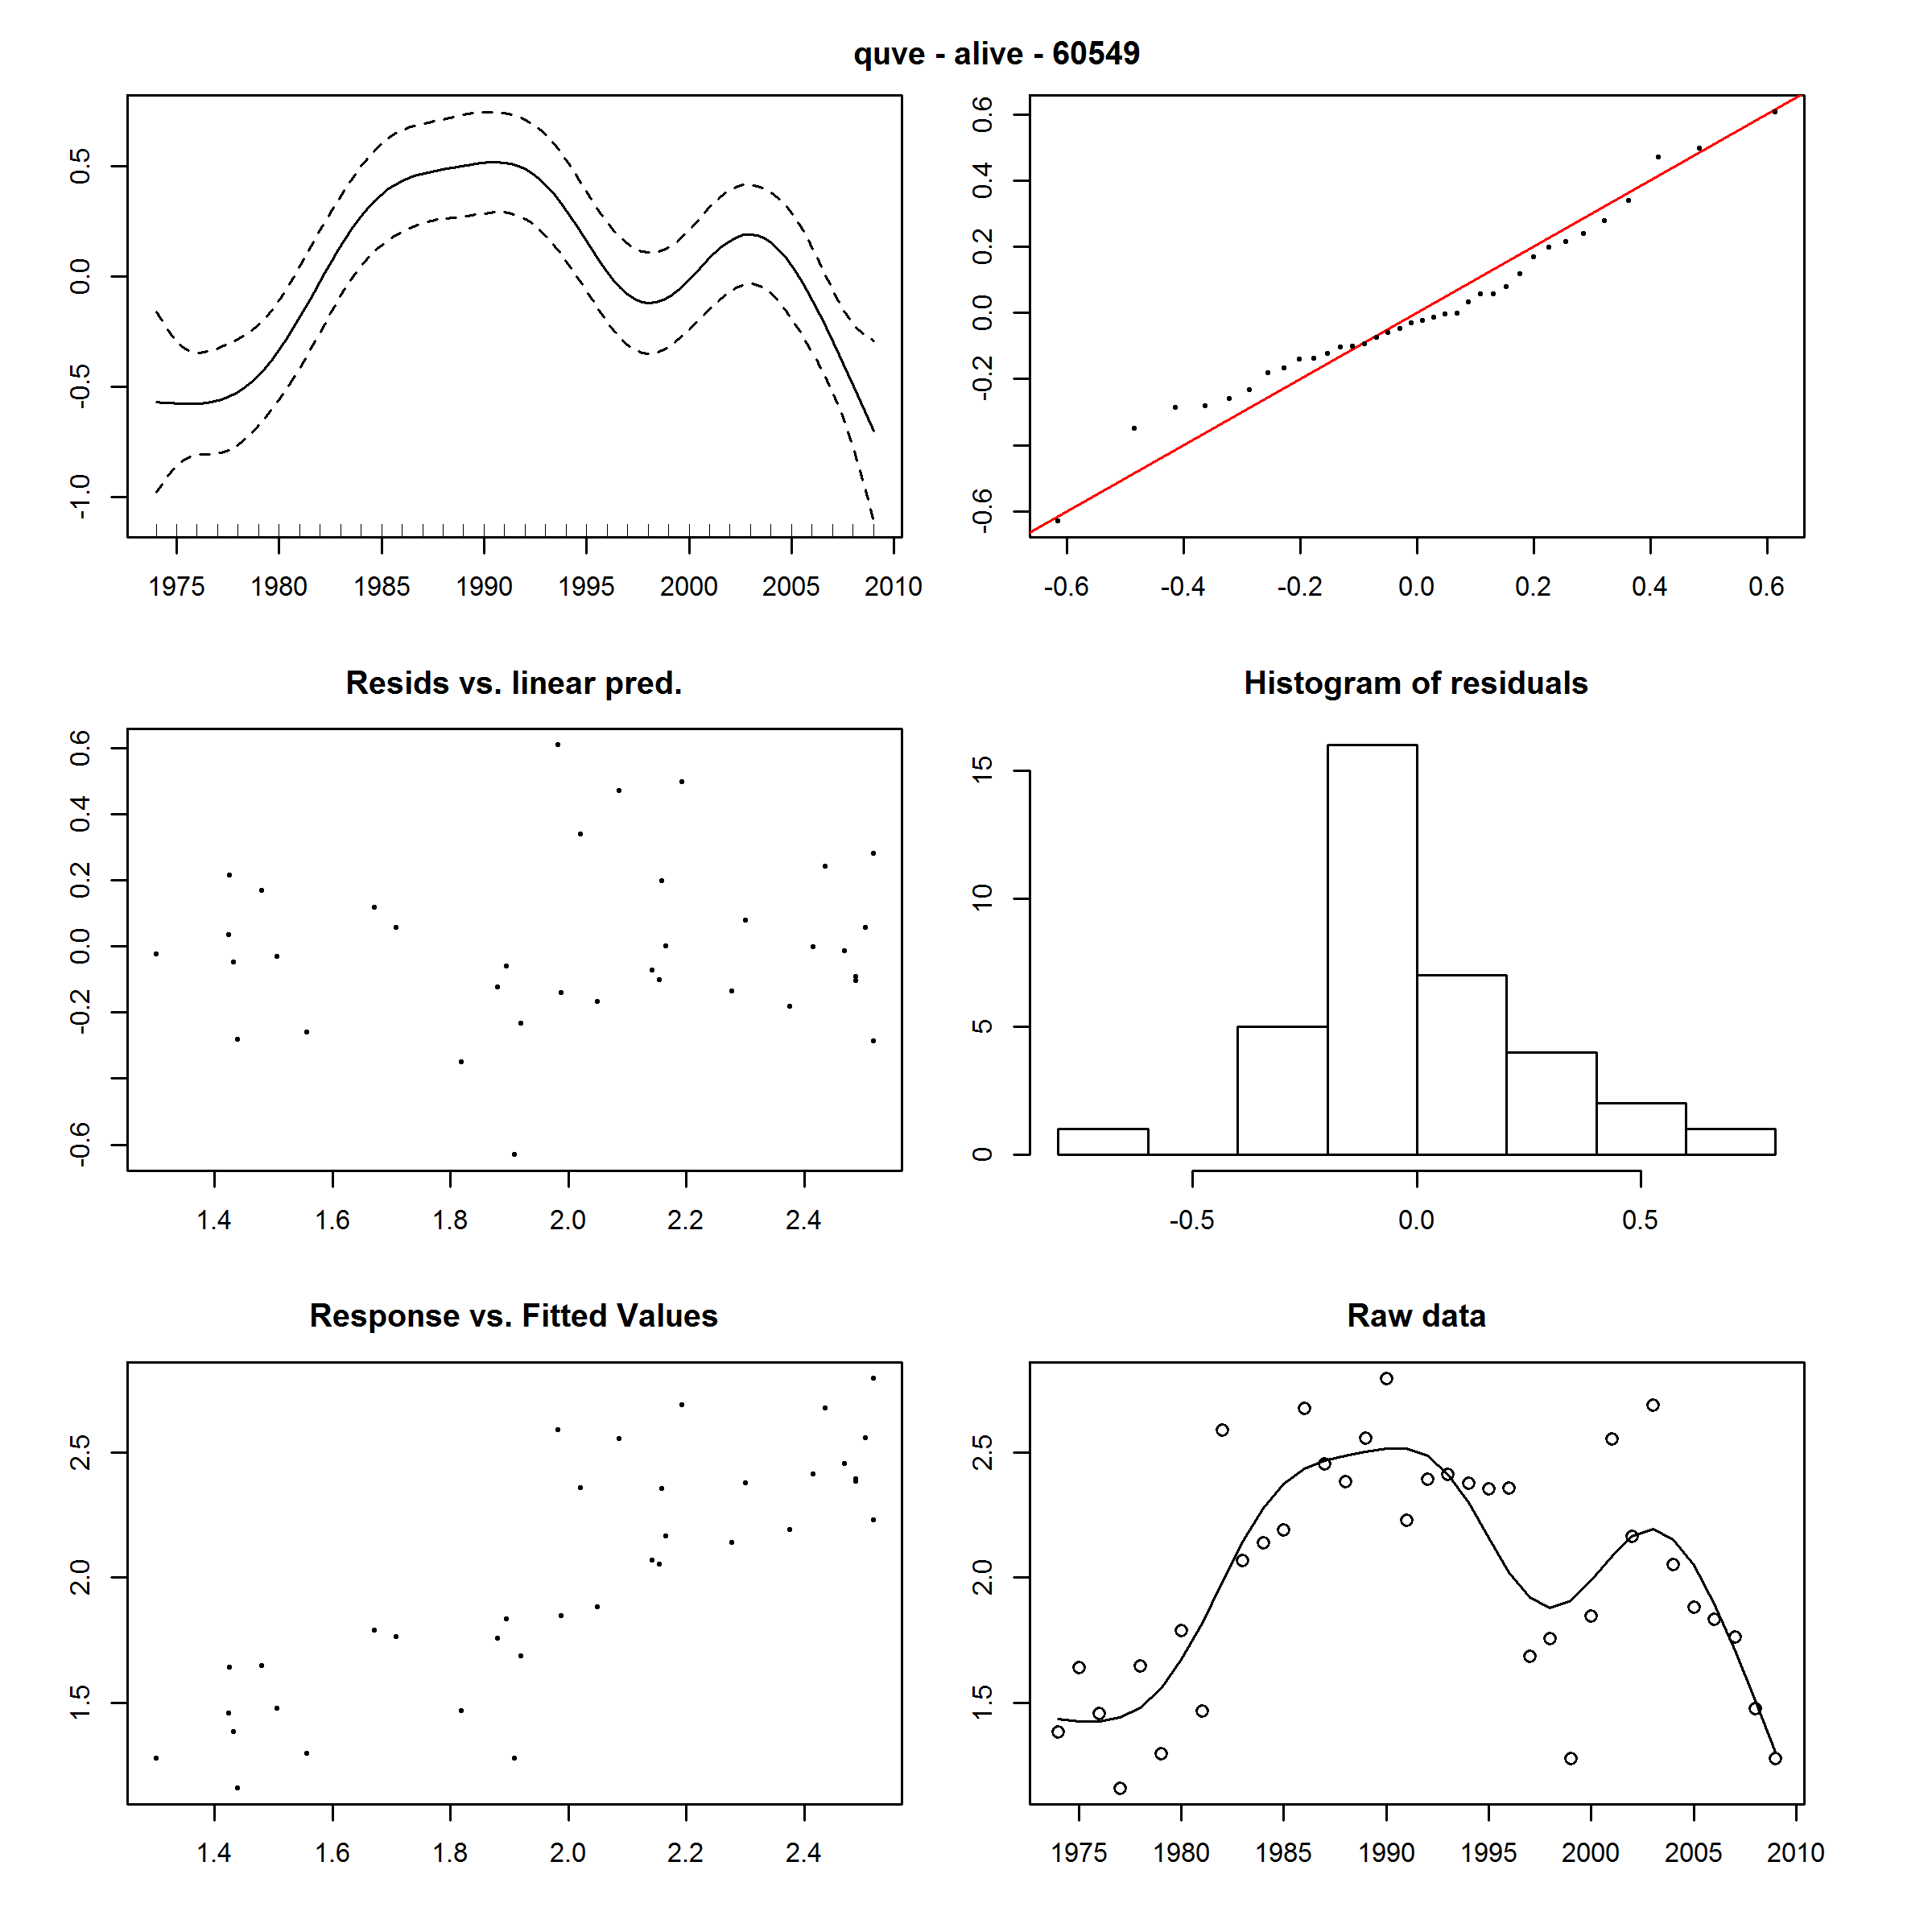 quve - alive - 60549
0.5
0.0
-0.5
-1.0
1975 1980 1985 1990 1995 2000 2005 2010
0.6
0.4
0.2
0.0
-0.2
-0.6
-0.6 -0.4 -0.2 0.0 0.2 0.4 0.6
Resids vs. linear pred.
0.6
0.4
0.2
0.0
-0.2
-0.6
1.4 1.6 1.8 2.0 2.2 2.4
Histogram of residuals
15
10
5
0
-0.5 0.0 0.5
Response vs. Fitted Values
2.5
2.0
1.5
1.4 1.6 1.8 2.0 2.2 2.4
Raw data
2.5
2.0
1.5
1975 1980 1985 1990 1995 2000 2005 2010